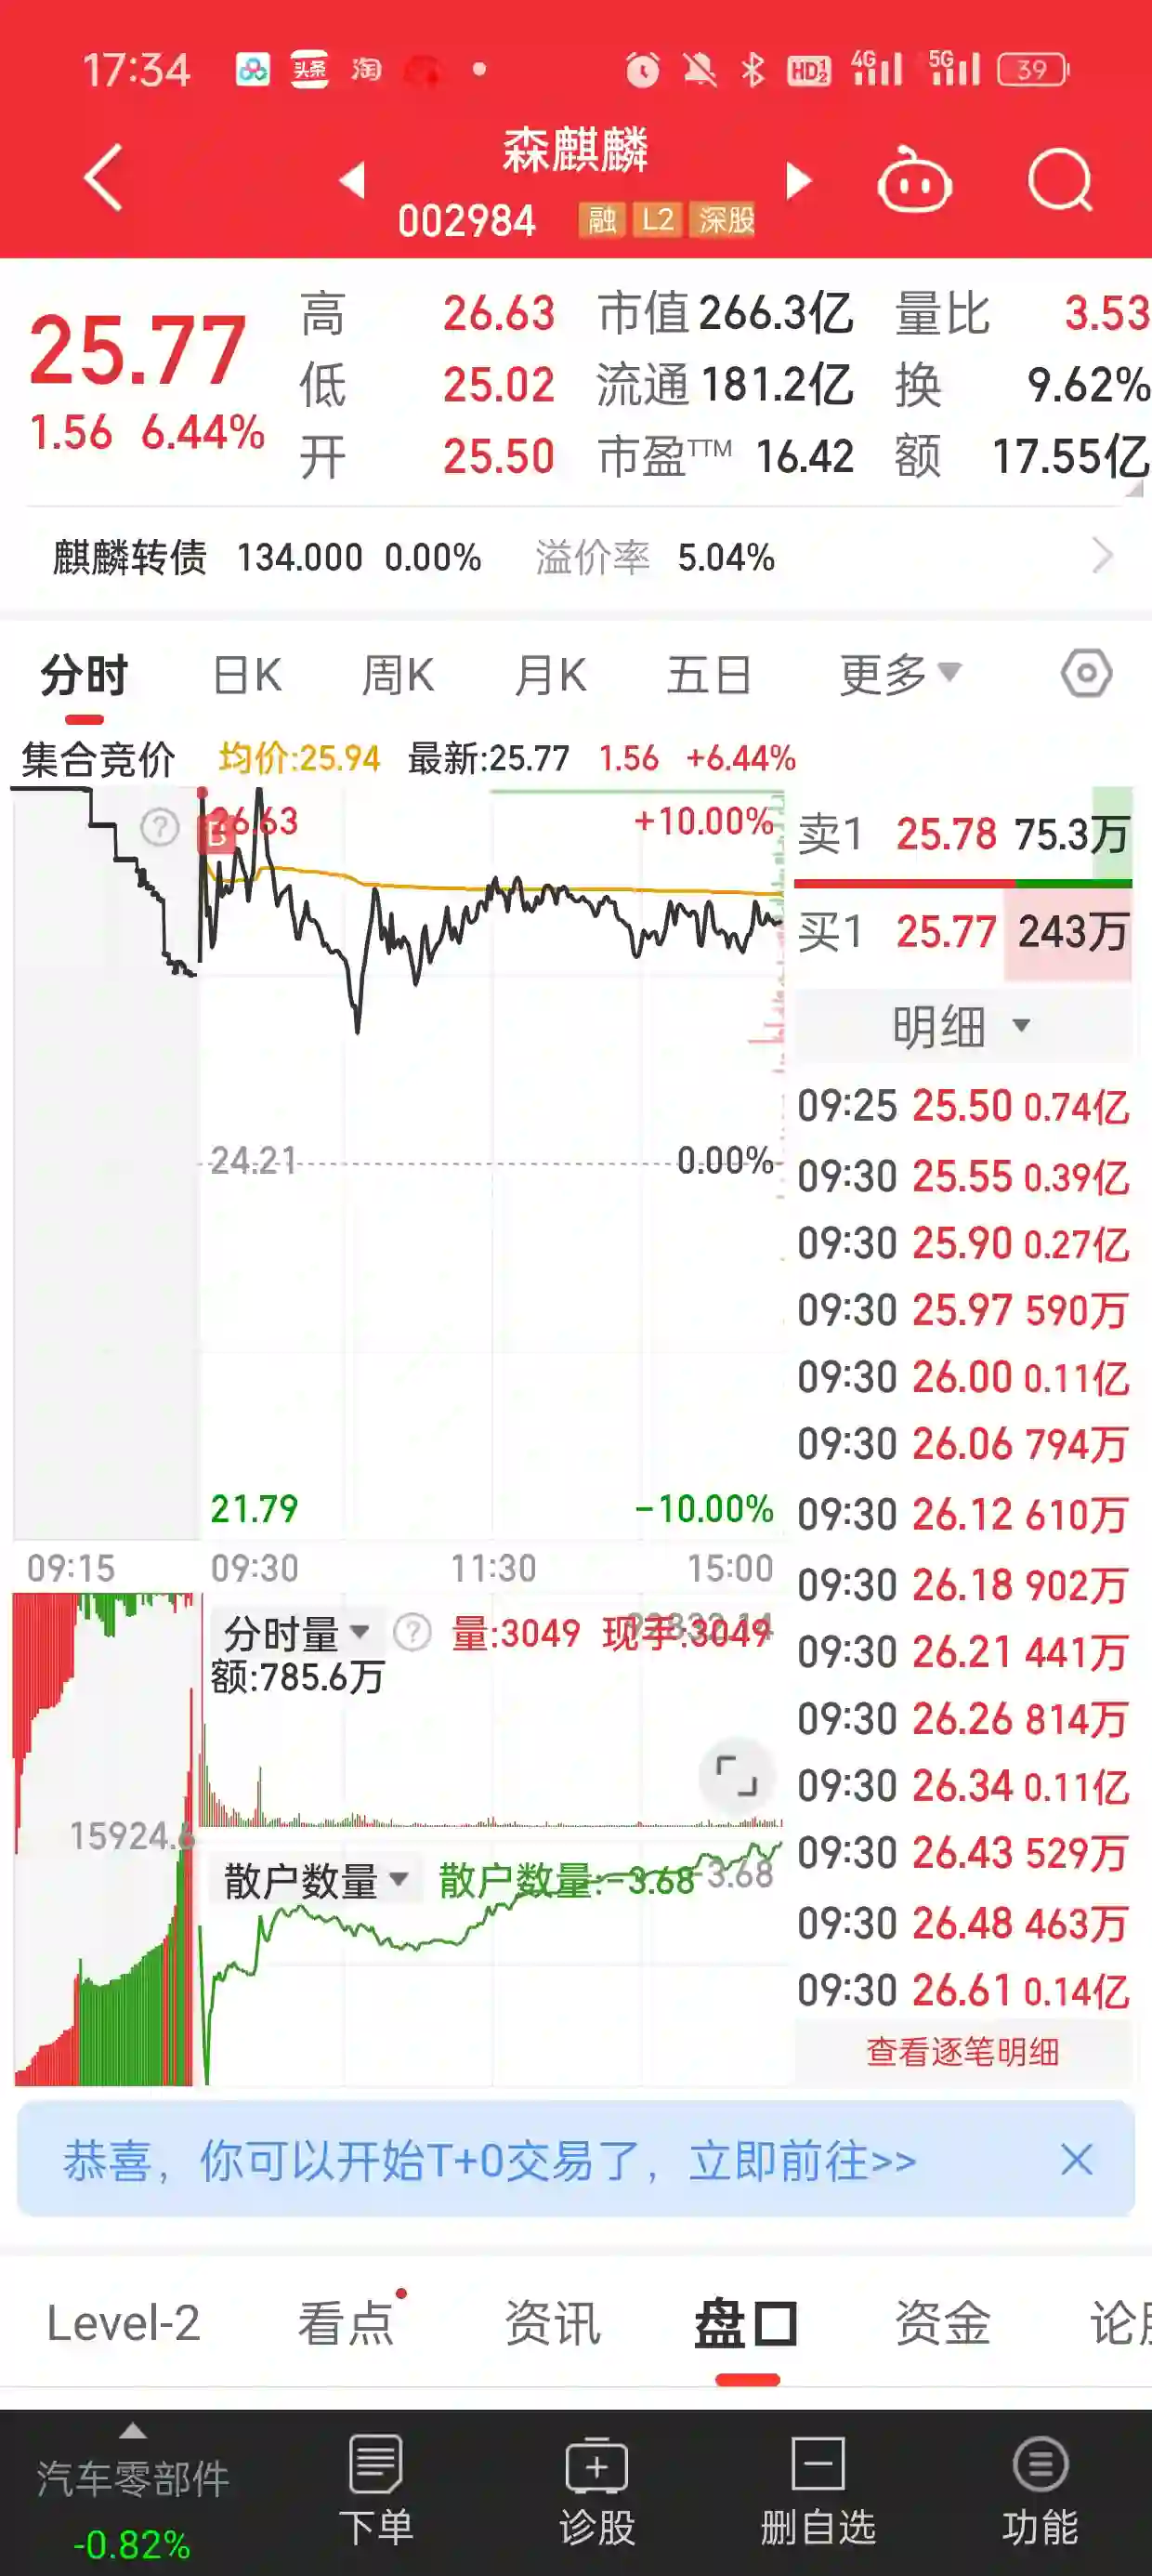 17:34 头条 淘 HD 4G 5G 39
森麒麟
002984 融 L2 深股
25.77
1.56 6.44%
高 26.63 市值 266.3亿 量比 3.53
低 25.02 流通 181.2亿 换 9.62%
开 25.50 市盈TTM 16.42 额 17.55亿
麒麟转债 134.000 0.00% 溢价率 5.04%
分时 日K 周K 月K 五日 更多
集合竞价 均价:25.94 最新:25.77 1.56 +6.44%
26.63 +10.00%
B
24.21 0.00%
21.79 -10.00%
09:15 09:30 11:30 15:00
卖1 25.78 75.3万
买1 25.77 243万
明细
09:25 25.50 0.74亿
09:30 25.55 0.39亿
09:30 25.90 0.27亿
09:30 25.97 590万
09:30 26.00 0.11亿
09:30 26.06 794万
09:30 26.12 610万
09:30 26.18 902万
09:30 26.21 441万
09:30 26.26 814万
09:30 26.34 0.11亿
09:30 26.43 529万
09:30 26.48 463万
09:30 26.61 0.14亿
查看逐笔明细
分时量 ? 量:3049 现手:3049
额:785.6万
15924.6
散户数量 散户数量:-3.68 -3.68
恭喜，你可以开始T+0交易了，立即前往>>
Level-2 看点 资讯 盘口 资金 论
汽车零部件
-0.82%
下单 诊股 删自选 功能